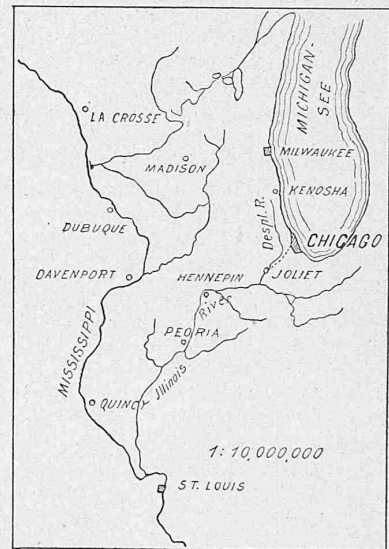 MICHIGAN-
SEE
LA CROSSE
MILWAUKEE
MADISON
KENOSHA
Despl. R.
DUBUQUE
CHICAGO
DAVENPORT
HENNEPIN
JOLIET
River
PEORIA
MISSISSIPPI
Illinois
QUINCY
1:10,000,000
ST. LOUIS